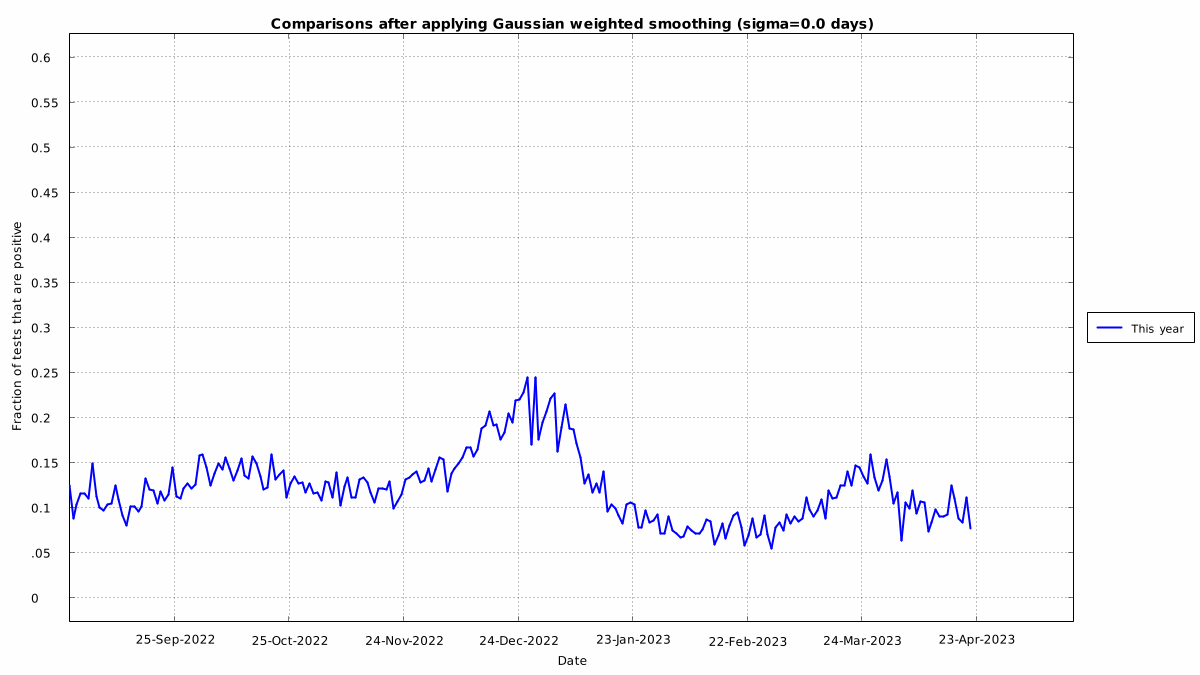 Comparisons after applying Gaussian weighted smoothing (sigma=0.0 days)
Fraction of tests that are positive
0.6
0.55
0.5
0.45
0.4
0.35
0.3
0.25
0.2
0.15
0.1
.05
0
25-Sep-2022
25-Oct-2022
24-Nov-2022
24-Dec-2022
23-Jan-2023
22-Feb-2023
24-Mar-2023
23-Apr-2023
Date
This year